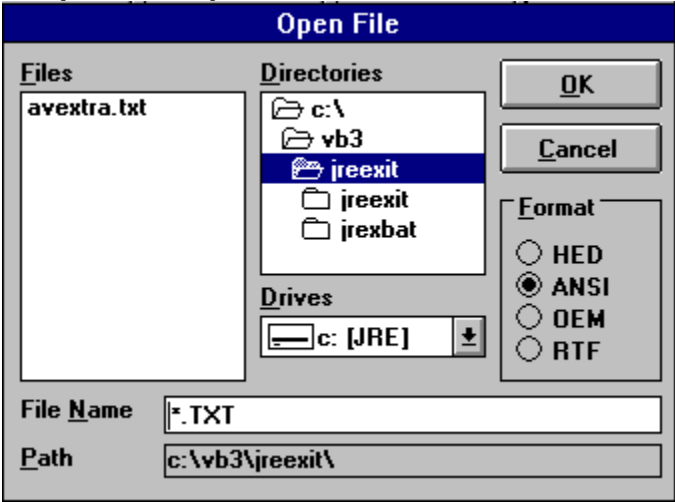 Open File
Files
avextra.txt
Directories
c:\
vb3
jreexit
jreexit
jrexbat
Drives
c: [JRE]
OK
Cancel
Format
HED
ANSI
OEM
RTF
File Name
*.TXT
Path
c:\vb3\jreexit\